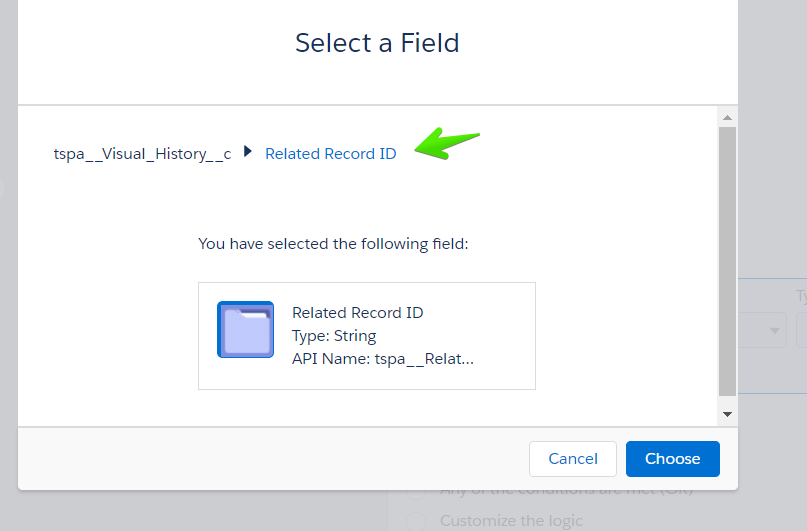 Select a Field
tspa__Visual_History__c Related Record ID
You have selected the following field:
Related Record ID
Type: String
API Name: tspa__Relat...
Ty
Cancel Choose
Any of the conditions are met (OR)
Customize the logic